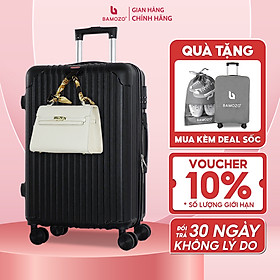 BAMOZO
GIAN HÀNG
CHÍNH HÃNG
QUÀ TẶNG
BAMOZO
MUA KÈM DEAL SỐC
VOUCHER
10%
* SỐ LƯỢNG GIỚI HẠN
ĐỔI TRẢ
30 NGÀY
KHÔNG LÝ DO